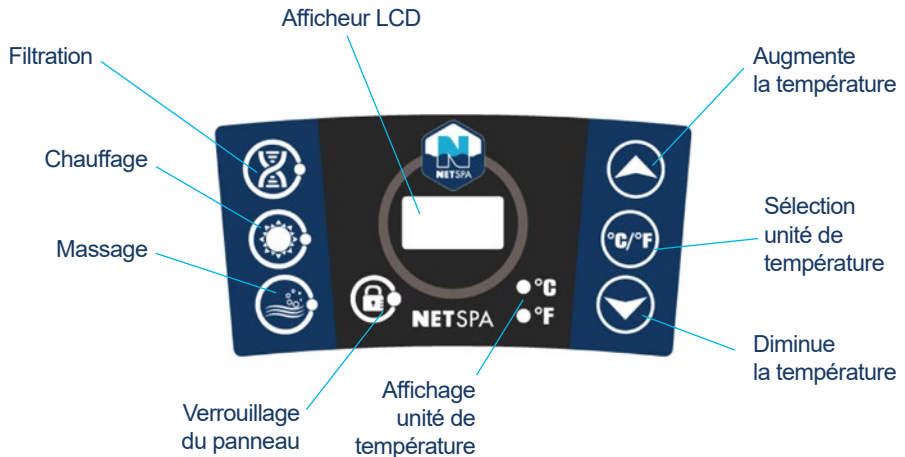 Afficheur LCD
Filtration
Chauffage
Massage
Augmente
la température
Sélection
unité de
température
Diminue
la température
N
NETSPA
°C/°F
°C
°F
NETSPA
Verrouillage
du panneau
Affichage
unité de
température